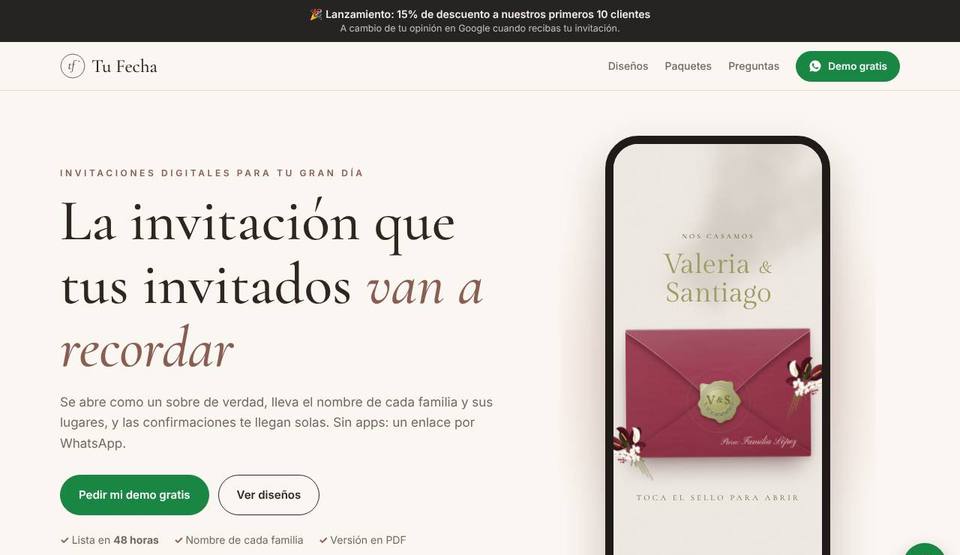 🎉 Lanzamiento: 15% de descuento a nuestros primeros 10 clientes
A cambio de tu opinión en Google cuando recibas tu invitación.
tf Tu Fecha
Diseños Paquetes Preguntas Demo gratis
INVITACIONES DIGITALES PARA TU GRAN DÍA
La invitación que
tus invitados van a
recordar
Se abre como un sobre de verdad, lleva el nombre de cada familia y sus
lugares, y las confirmaciones te llegan solas. Sin apps: un enlace por
WhatsApp.
Pedir mi demo gratis Ver diseños
✓ Lista en 48 horas ✓ Nombre de cada familia ✓ Versión en PDF
NOS CASAMOS
Valeria &
Santiago
V&S
Para: Familia López
TOCA EL SELLO PARA ABRIR